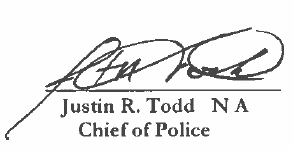 Justin R. Todd N A
Chief of Police